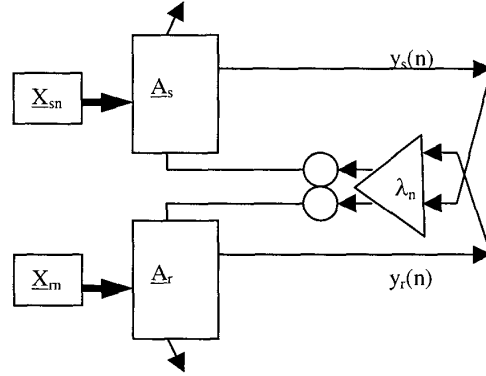 y_s(n)
X_sn
A_s
λ_n
X_rn
A_r
y_r(n)